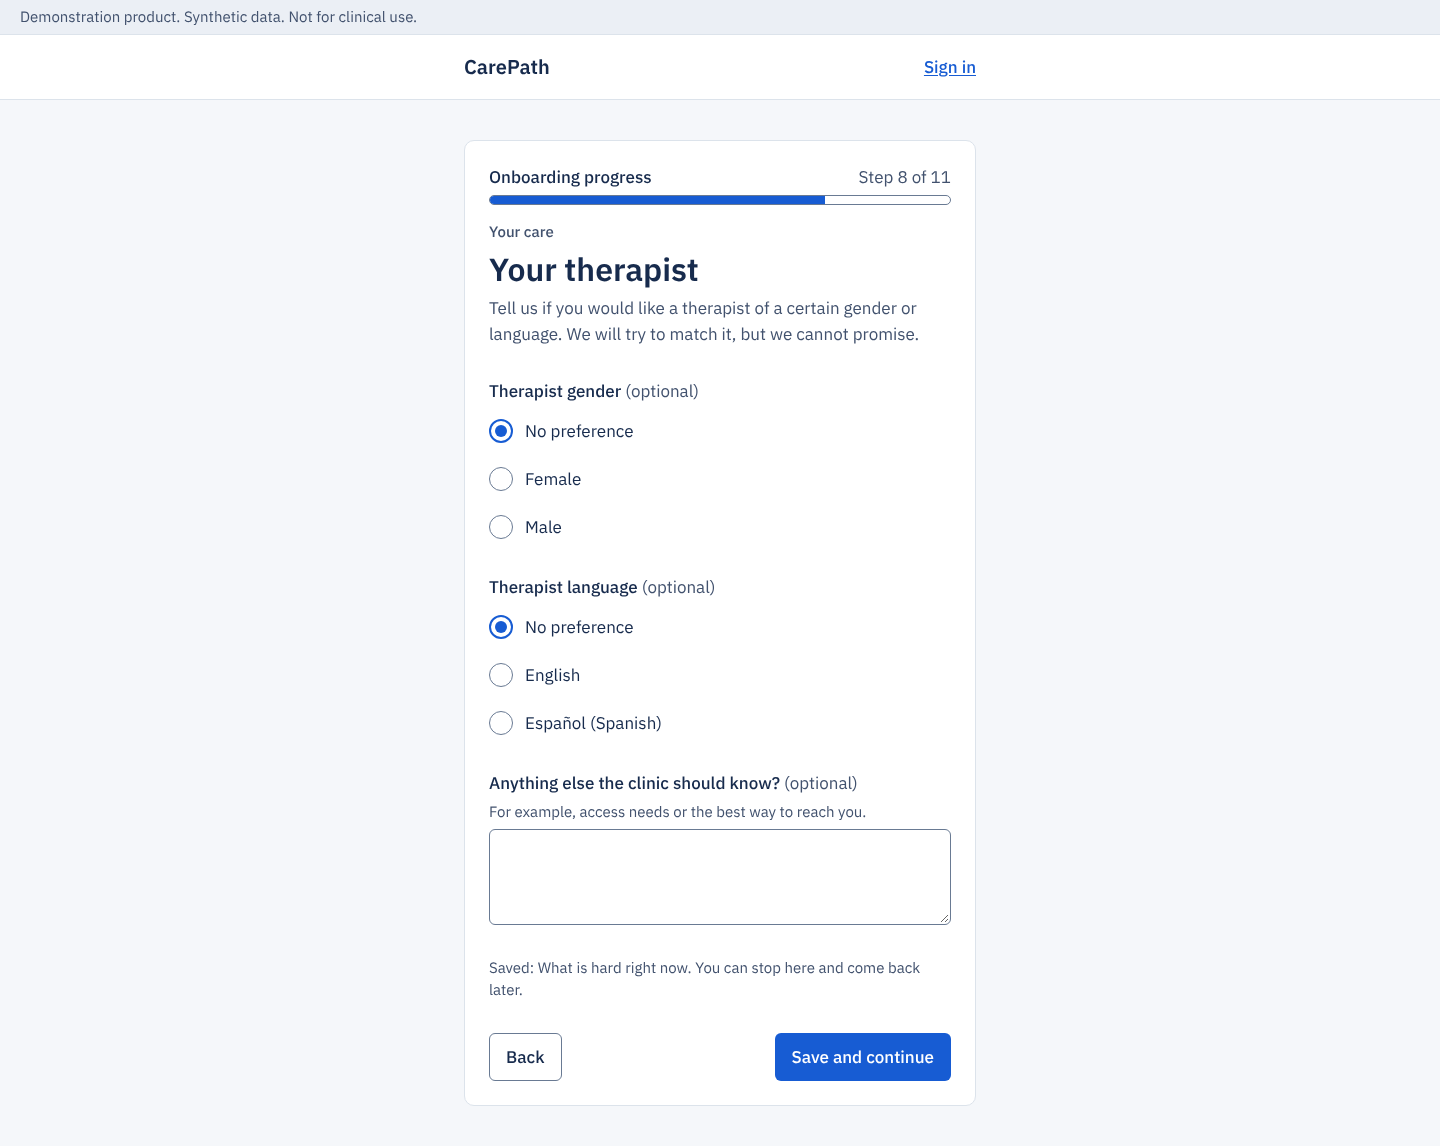 Demonstration product. Synthetic data. Not for clinical use.
CarePath
Sign in
Onboarding progress
Step 8 of 11
Your care
Your therapist
Tell us if you would like a therapist of a certain gender or
language. We will try to match it, but we cannot promise.
Therapist gender (optional)
No preference
Female
Male
Therapist language (optional)
No preference
English
Español (Spanish)
Anything else the clinic should know? (optional)
For example, access needs or the best way to reach you.
Saved: What is hard right now. You can stop here and come back
later.
Back
Save and continue